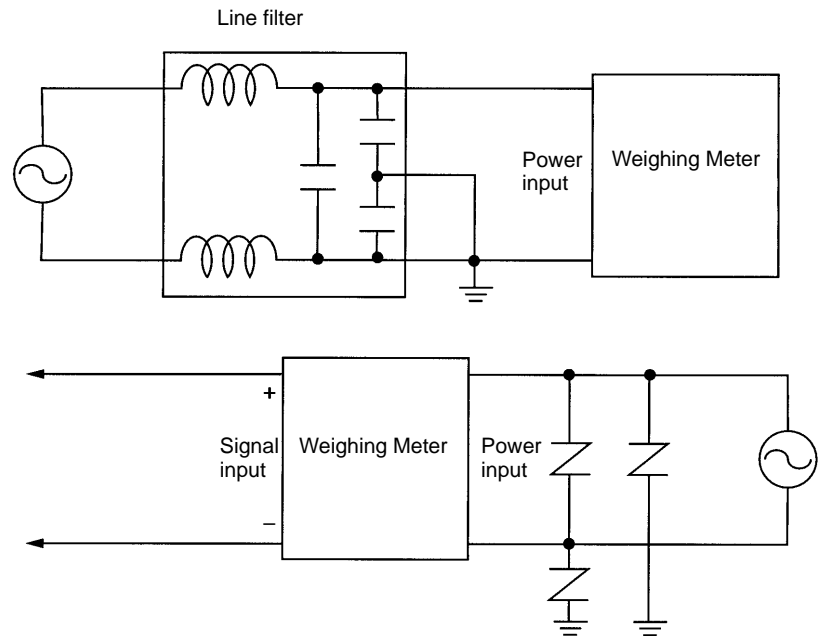 Line filter
Power
input
Weighing Meter
+
Signal
input
−
Weighing Meter
Power
input